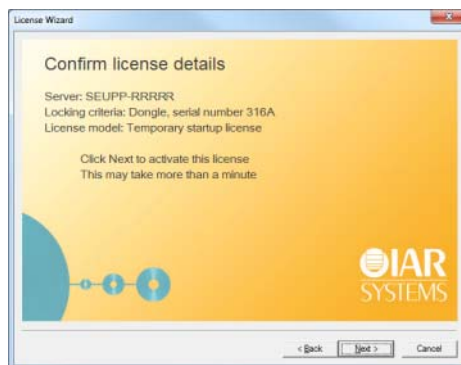 License Wizard
Confirm license details
Server: SEUPP-RRRRR
Locking criteria: Dongle, serial number 316A
License model: Temporary startup license
Click Next to activate this license
This may take more than a minute
IAR
SYSTEMS
< Back
Next >
Cancel